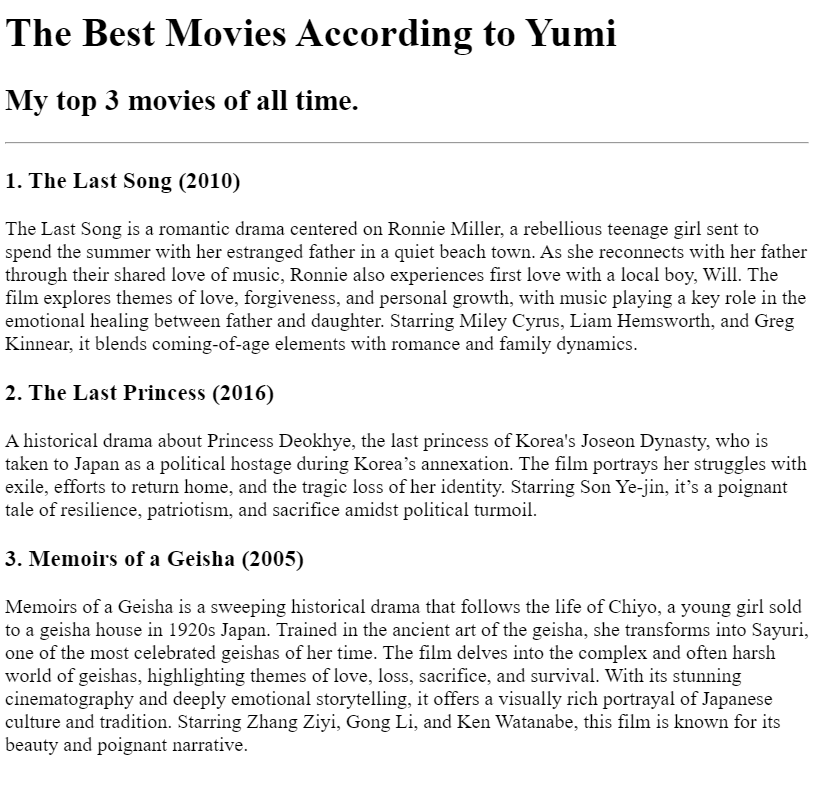 The Best Movies According to Yumi
My top 3 movies of all time.
1. The Last Song (2010)
The Last Song is a romantic drama centered on Ronnie Miller, a rebellious teenage girl sent to
spend the summer with her estranged father in a quiet beach town. As she reconnects with her father
through their shared love of music, Ronnie also experiences first love with a local boy, Will. The
film explores themes of love, forgiveness, and personal growth, with music playing a key role in the
emotional healing between father and daughter. Starring Miley Cyrus, Liam Hemsworth, and Greg
Kinnear, it blends coming-of-age elements with romance and family dynamics.
2. The Last Princess (2016)
A historical drama about Princess Deokhye, the last princess of Korea's Joseon Dynasty, who is
taken to Japan as a political hostage during Korea’s annexation. The film portrays her struggles with
exile, efforts to return home, and the tragic loss of her identity. Starring Son Ye-jin, it’s a poignant
tale of resilience, patriotism, and sacrifice amidst political turmoil.
3. Memoirs of a Geisha (2005)
Memoirs of a Geisha is a sweeping historical drama that follows the life of Chiyo, a young girl sold
to a geisha house in 1920s Japan. Trained in the ancient art of the geisha, she transforms into Sayuri,
one of the most celebrated geishas of her time. The film delves into the complex and often harsh
world of geishas, highlighting themes of love, loss, sacrifice, and survival. With its stunning
cinematography and deeply emotional storytelling, it offers a visually rich portrayal of Japanese
culture and tradition. Starring Zhang Ziyi, Gong Li, and Ken Watanabe, this film is known for its
beauty and poignant narrative.